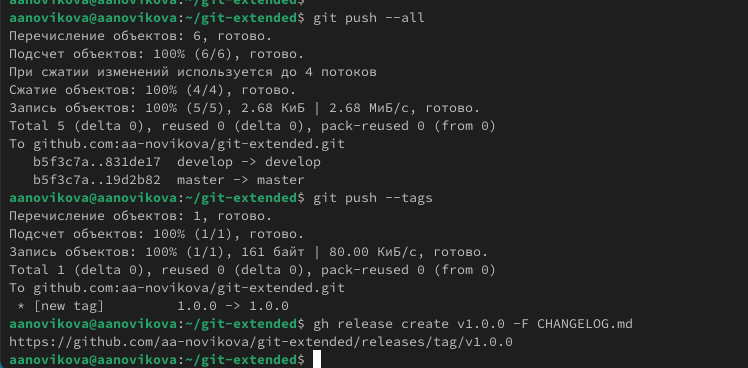 aanovikova@aanovikova:~/git-extended$ git push --all
Перечисление объектов: 6, готово.
Подсчет объектов: 100% (6/6), готово.
При сжатии изменений используется до 4 потоков
Сжатие объектов: 100% (4/4), готово.
Запись объектов: 100% (5/5), 2.68 КиБ | 2.68 МиБ/с, готово.
Total 5 (delta 0), reused 0 (delta 0), pack-reused 0 (from 0)
To github.com:aa-novikova/git-extended.git
   b5f3c7a..831de17  develop -> develop
   b5f3c7a..19d2b82  master -> master
aanovikova@aanovikova:~/git-extended$ git push --tags
Перечисление объектов: 1, готово.
Подсчет объектов: 100% (1/1), готово.
Запись объектов: 100% (1/1), 161 байт | 80.00 КиБ/с, готово.
Total 1 (delta 0), reused 0 (delta 0), pack-reused 0 (from 0)
To github.com:aa-novikova/git-extended.git
 * [new tag]         1.0.0 -> 1.0.0
aanovikova@aanovikova:~/git-extended$ gh release create v1.0.0 -F CHANGELOG.md
https://github.com/aa-novikova/git-extended/releases/tag/v1.0.0
aanovikova@aanovikova:~/git-extended$